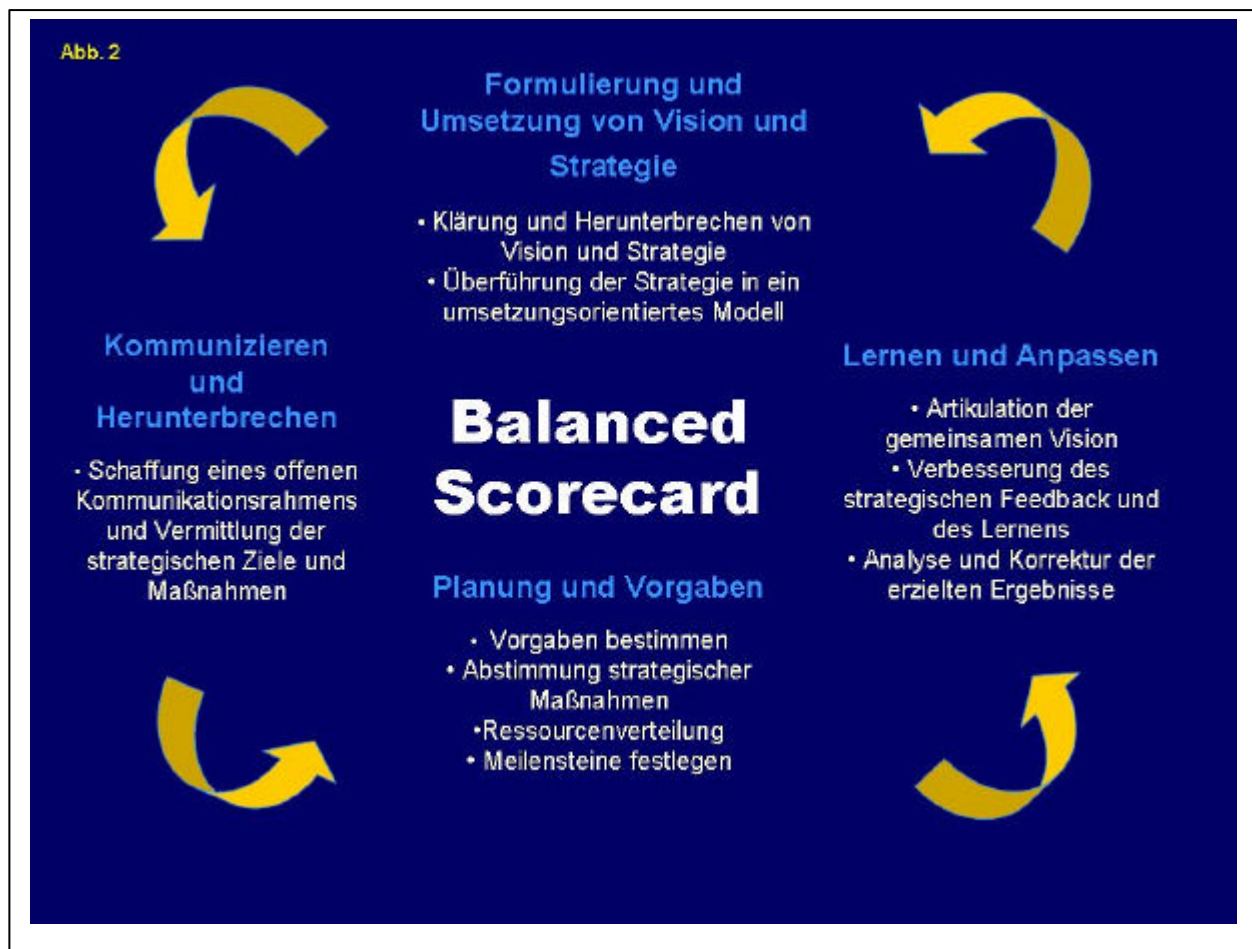 Abb. 2
Formulierung und
Umsetzung von Vision und
Strategie
• Klärung und Herunterbrechen von
Vision und Strategie
• Überführung der Strategie in ein
umsetzungsorientiertes Modell
Kommunizieren
und
Herunterbrechen
• Schaffung eines offenen
Kommunikationsrahmens
und Vermittlung der
strategischen Ziele und
Maßnahmen
Balanced
Scorecard
Lernen und Anpassen
• Artikulation der
gemeinsamen Vision
• Verbesserung des
strategischen Feedback und
des Lernens
• Analyse und Korrektur der
erzielten Ergebnisse
Planung und Vorgaben
• Vorgaben bestimmen
• Abstimmung strategischer
Maßnahmen
•Ressourcenverteilung
• Meilensteine festlegen